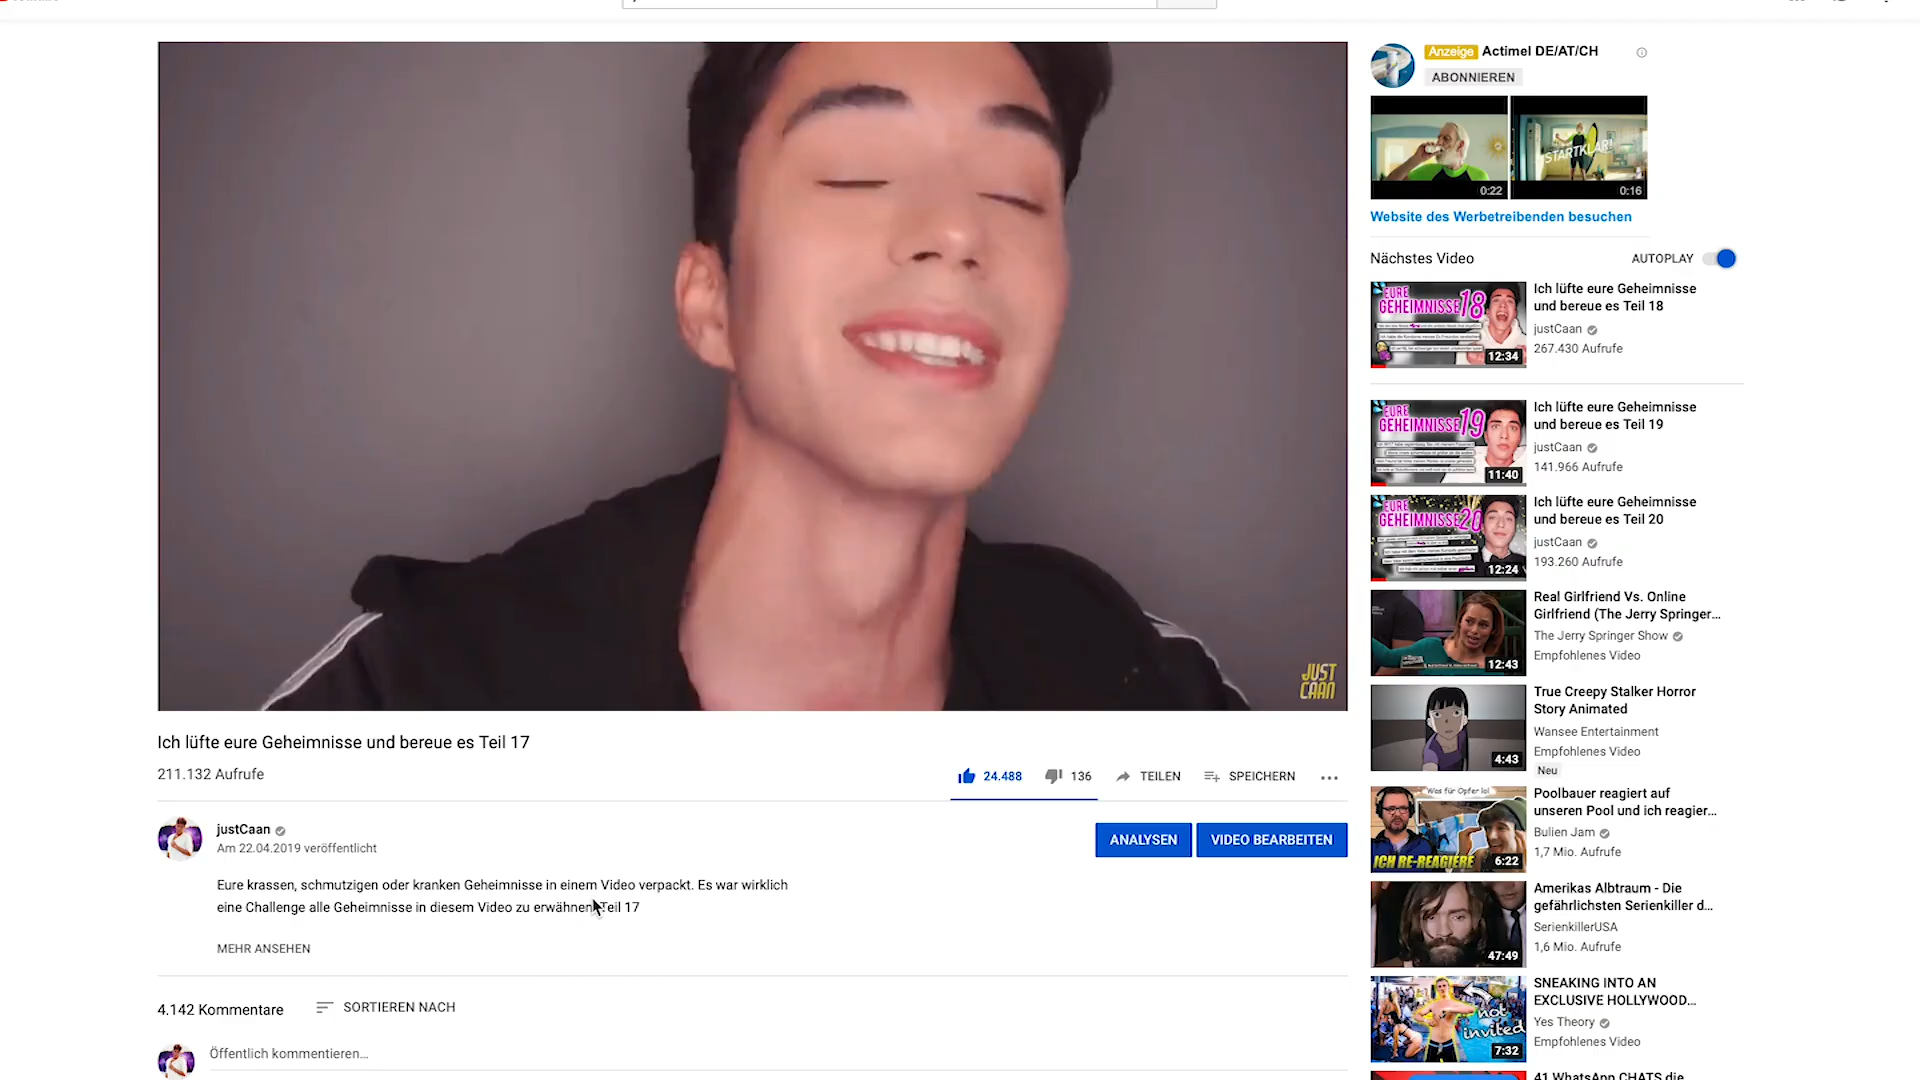 JUST
CAAN
Ich lüfte eure Geheimnisse und bereue es Teil 17
211.132 Aufrufe
24.488
136
TEILEN
SPEICHERN
justCaan
Am 22.04.2019 veröffentlicht
ANALYSEN
VIDEO BEARBEITEN
Eure krassen, schmutzigen oder kranken Geheimnisse in einem Video verpackt. Es war wirklich
eine Challenge alle Geheimnisse in diesem Video zu erwähnen Teil 17
MEHR ANSEHEN
4.142 Kommentare
SORTIEREN NACH
Öffentlich kommentieren...
Anzeige Actimel DE/AT/CH
ABONNIEREN
0:22
STARTKLAR!
0:16
Website des Werbetreibenden besuchen
Nächstes Video
AUTOPLAY
EURE
GEHEIMNISSE 18
12:34
Ich lüfte eure Geheimnisse
und bereue es Teil 18
justCaan
267.430 Aufrufe
EURE
GEHEIMNISSE 19
11:40
Ich lüfte eure Geheimnisse
und bereue es Teil 19
justCaan
141.966 Aufrufe
EURE
GEHEIMNISSE 20
12:24
Ich lüfte eure Geheimnisse
und bereue es Teil 20
justCaan
193.260 Aufrufe
12:43
Real Girlfriend Vs. Online
Girlfriend (The Jerry Springer...
The Jerry Springer Show
Empfohlenes Video
4:43
True Creepy Stalker Horror
Story Animated
Wansee Entertainment
Empfohlenes Video
Neu
Was für Opfer lol
ICH RE-REAGIERE
6:22
Poolbauer reagiert auf
unseren Pool und ich reagier...
Bulien Jam
1,7 Mio. Aufrufe
47:49
Amerikas Albtraum - Die
gefährlichsten Serienkiller d...
SerienkillerUSA
1,6 Mio. Aufrufe
not
invited
7:32
SNEAKING INTO AN
EXCLUSIVE HOLLYWOOD...
Yes Theory
Empfohlenes Video
41 WhatsApp CHATS die